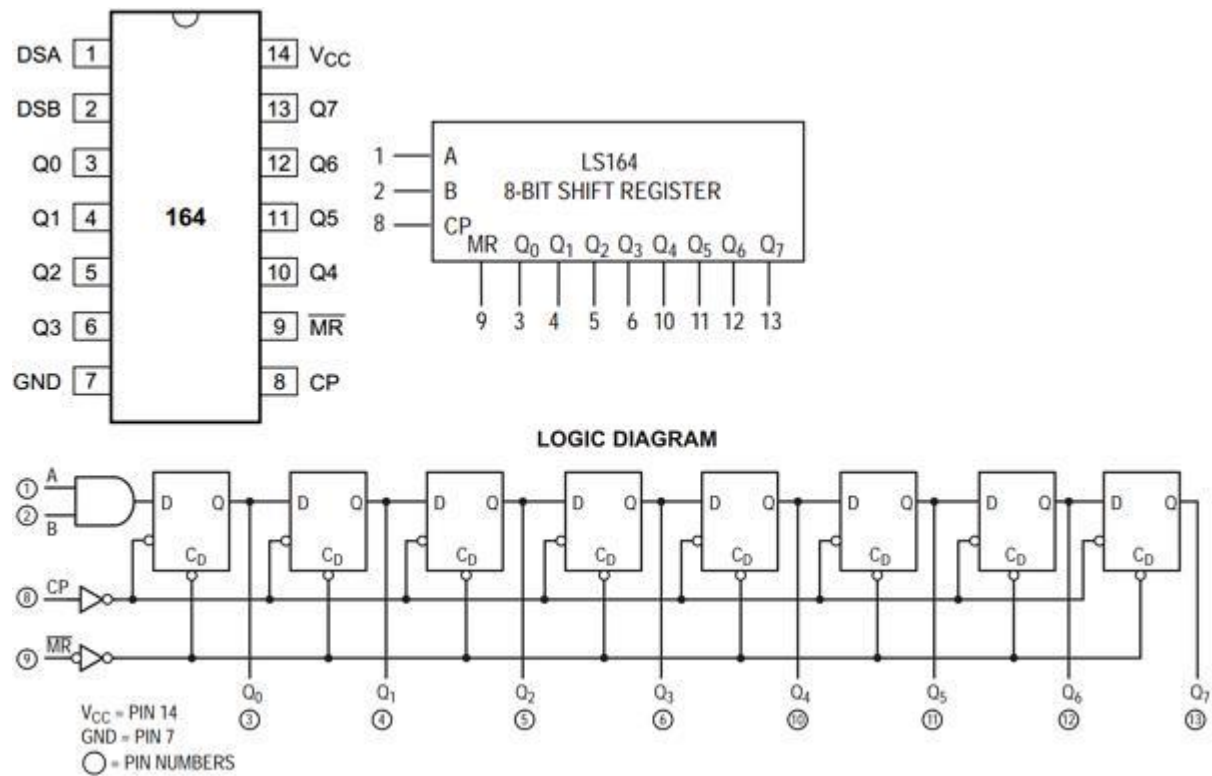 DSA 1 14 VCC
DSB 2 13 Q7
Q0 3 12 Q6
Q1 4 164 11 Q5
Q2 5 10 Q4
Q3 6 9 M̅R̅
GND 7 8 CP
1 A LS164
2 B 8-BIT SHIFT REGISTER
8 CP
MR Q0 Q1 Q2 Q3 Q4 Q5 Q6 Q7
9 3 4 5 6 10 11 12 13
LOGIC DIAGRAM
1 A
2 B
D Q D Q D Q D Q D Q D Q D Q D Q
CD CD CD CD CD CD CD CD
8 CP
9 M̅R̅
Q0 Q1 Q2 Q3 Q4 Q5 Q6 Q7
3 4 5 6 10 11 12 13
VCC = PIN 14
GND = PIN 7
○ = PIN NUMBERS